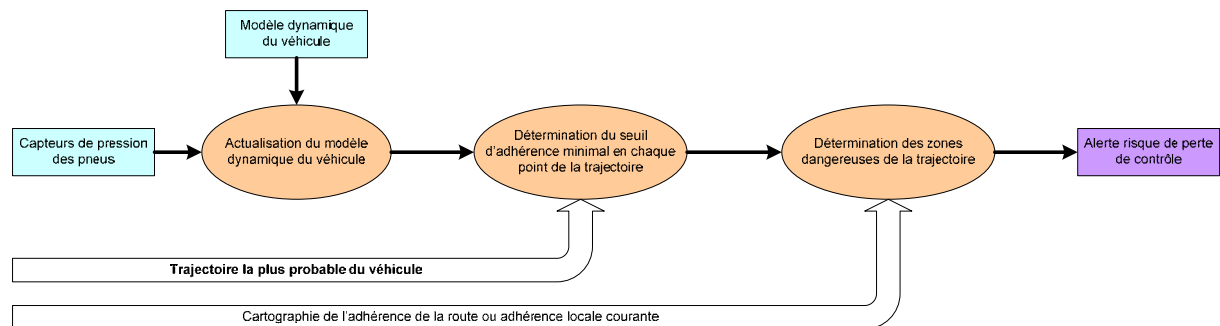 Modèle dynamique
du véhicule
Capteurs de pression
des pneus
Actualisation du modèle
dynamique du véhicule
Détermination du seuil
d'adhérence minimal en chaque
point de la trajectoire
Détermination des zones
dangereuses de la trajectoire
Alerte risque de perte
de contrôle
Trajectoire la plus probable du véhicule
Cartographie de l'adhérence de la route ou adhérence locale courante